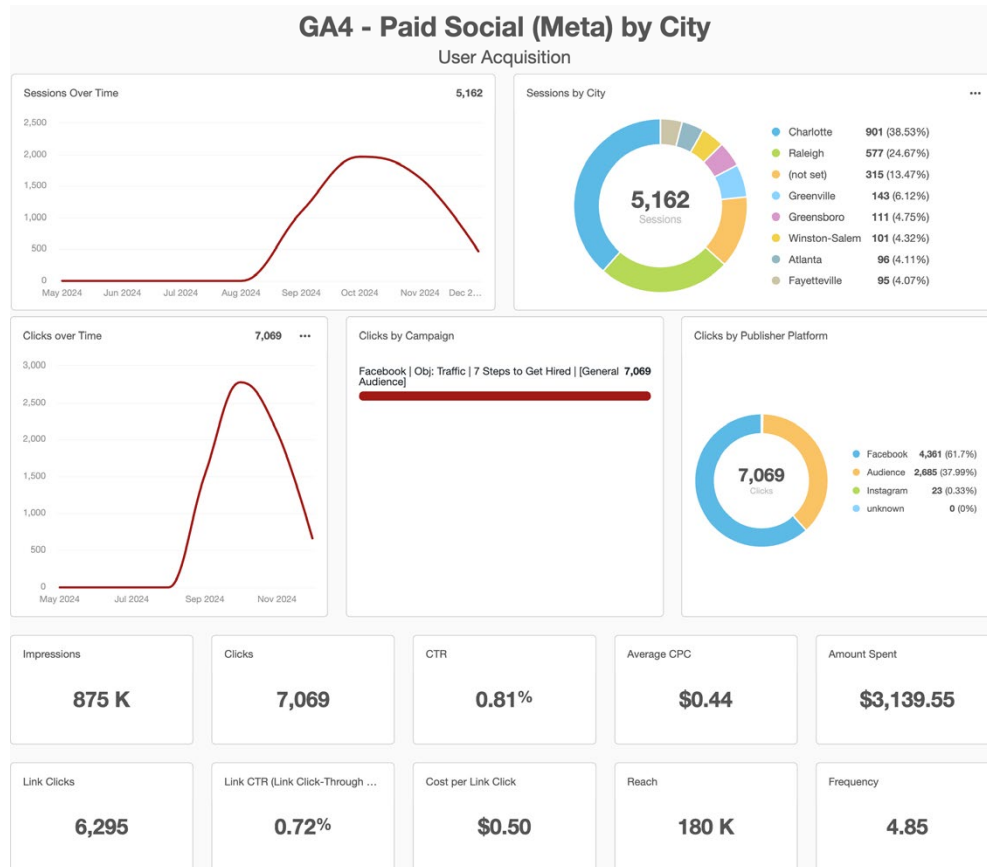 GA4 - Paid Social (Meta) by City
User Acquisition
Sessions Over Time 5,162
2,500
2,000
1,500
1,000
500
0
May 2024 Jun 2024 Jul 2024 Aug 2024 Sep 2024 Oct 2024 Nov 2024 Dec 2...
Sessions by City ...
5,162
Sessions
Charlotte 901 (38.53%)
Raleigh 577 (24.67%)
(not set) 315 (13.47%)
Greenville 143 (6.12%)
Greensboro 111 (4.75%)
Winston-Salem 101 (4.32%)
Atlanta 96 (4.11%)
Fayetteville 95 (4.07%)
Clicks over Time 7,069 ...
3,000
2,500
2,000
1,500
1,000
500
0
May 2024 Jul 2024 Sep 2024 Nov 2024
Clicks by Campaign
Facebook | Obj: Traffic | 7 Steps to Get Hired | [General 7,069
Audience]
Clicks by Publisher Platform
7,069
Clicks
Facebook 4,361 (61.7%)
Audience 2,685 (37.99%)
Instagram 23 (0.33%)
unknown 0 (0%)
Impressions
875 K
Clicks
7,069
CTR
0.81%
Average CPC
$0.44
Amount Spent
$3,139.55
Link Clicks
6,295
Link CTR (Link Click-Through ...
0.72%
Cost per Link Click
$0.50
Reach
180 K
Frequency
4.85